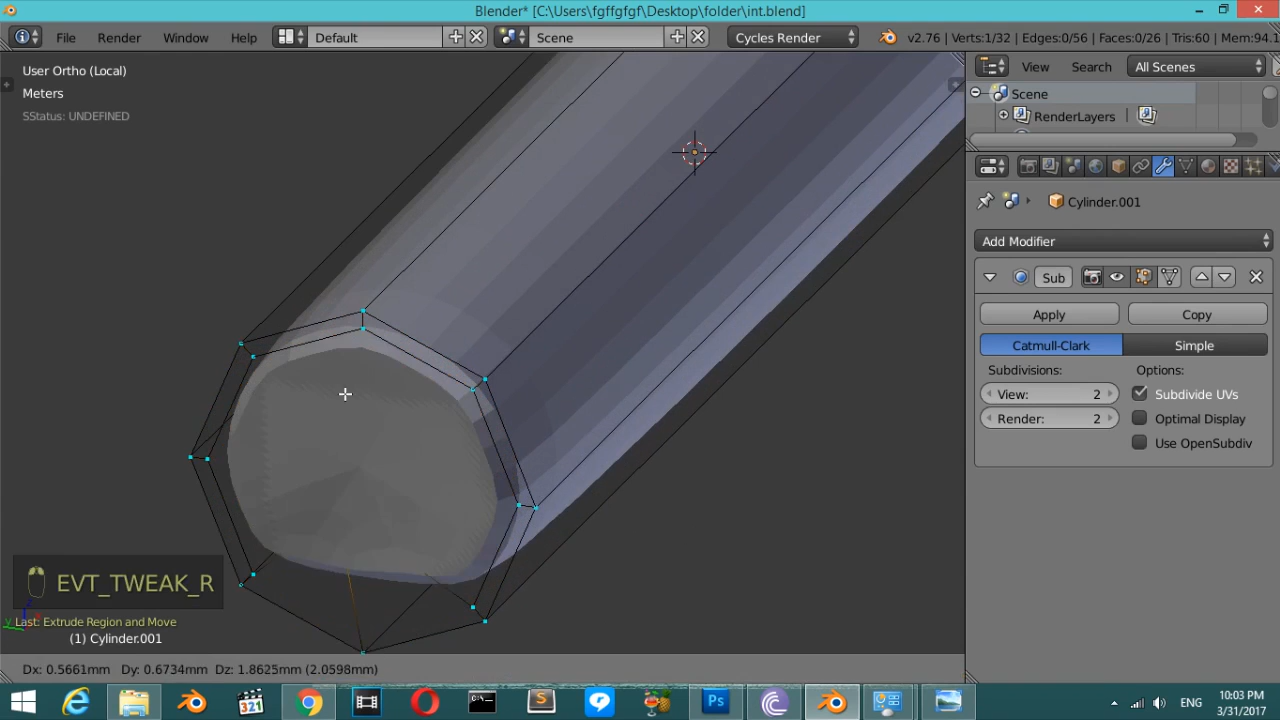 Blender* [C:\Users\fgffgfgf\Desktop\folder\int.blend]
File Render Window Help Default Scene Cycles Render v2.76 | Verts:1/32 | Edges:0/56 | Faces:0/26 | Tris:60 | Mem:94.1
User Ortho (Local)
Meters
SStatus: UNDEFINED
View Search All Scenes
Scene
RenderLayers
Cylinder.001
Add Modifier
Sub
Apply Copy
Catmull-Clark Simple
Subdivisions: Options:
View: 2 Subdivide UVs
Render: 2 Optimal Display
Use OpenSubdiv
EVT_TWEAK_R
Last: Extrude Region and Move
(1) Cylinder.001
Dx: 0.5661mm Dy: 0.6734mm Dz: 1.8625mm (2.0598mm)
321
S
Ps
ENG
10:03 PM
3/31/2017